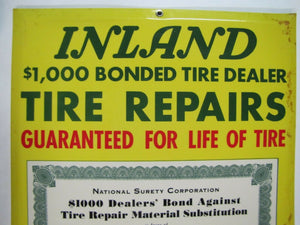 INLAND
$1,000 BONDED TIRE DEALER
TIRE REPAIRS
GUARANTEED FOR LIFE OF TIRE
NATIONAL SURETY CORPORATION
$1000 Dealers' Bond Against
Tire Repair Material Substitution